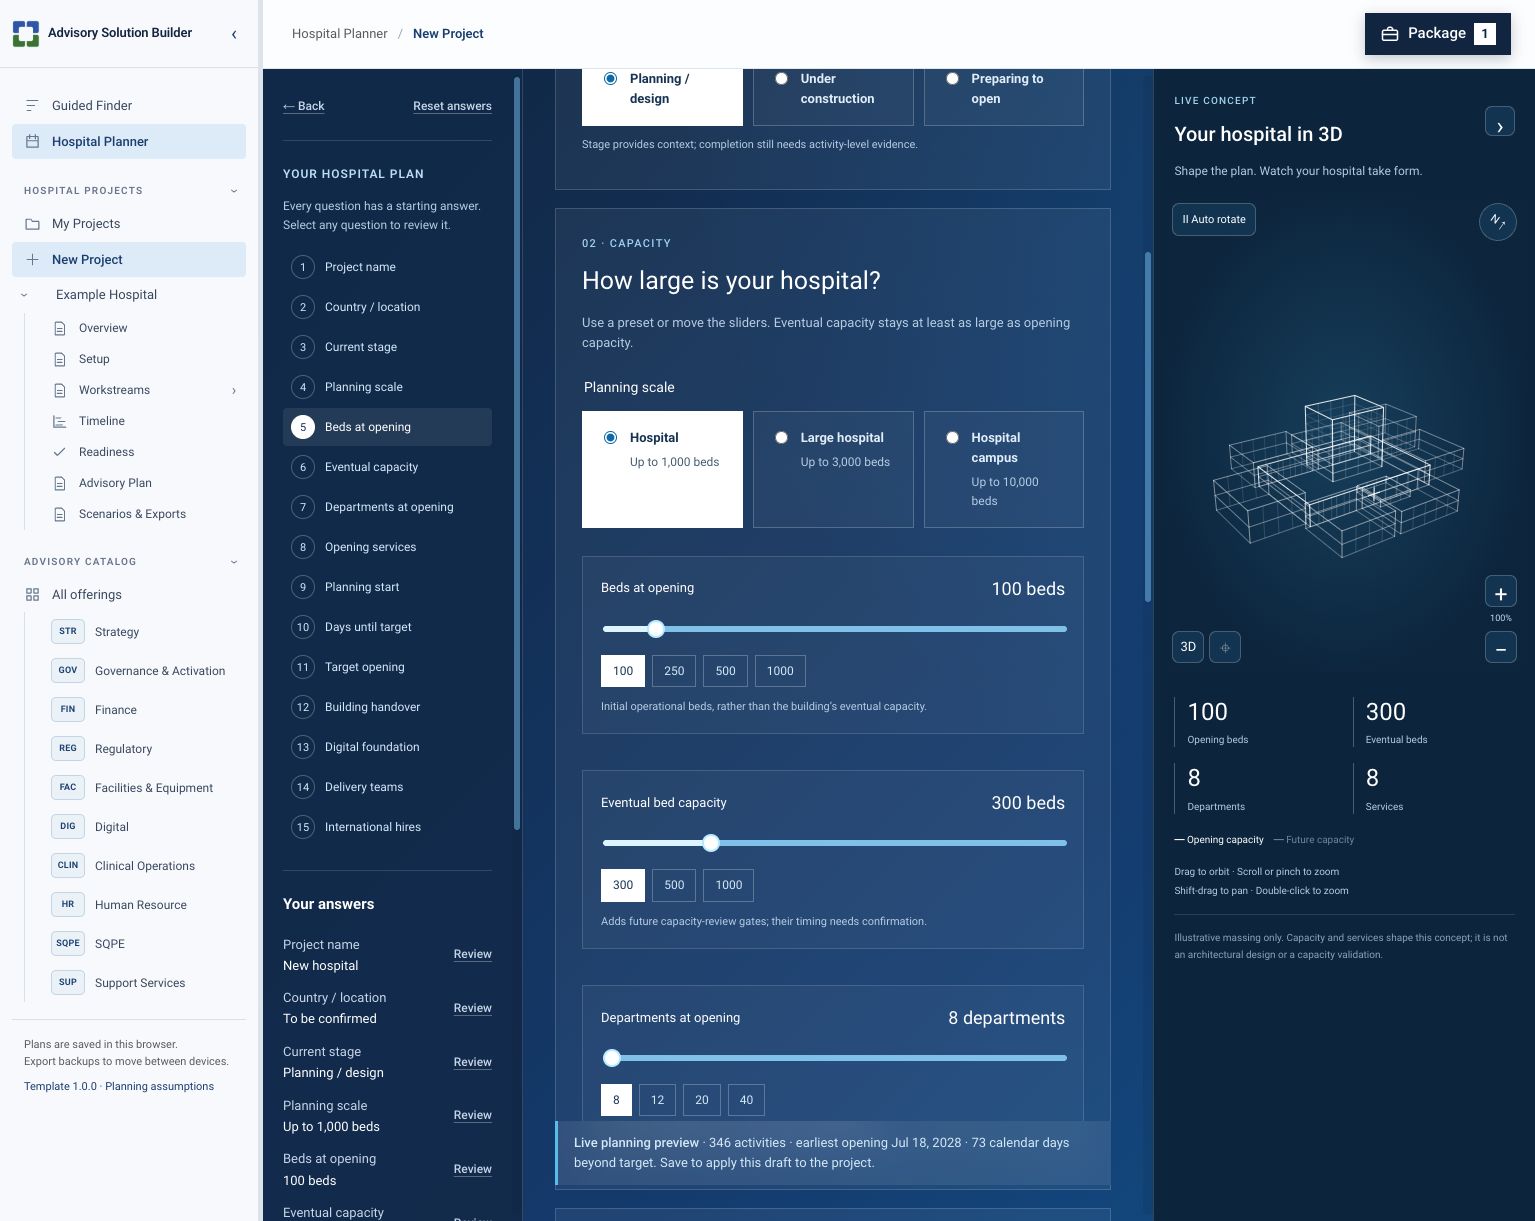 Advisory Solution Builder
Guided Finder
Hospital Planner
HOSPITAL PROJECTS
My Projects
New Project
Example Hospital
Overview
Setup
Workstreams
Timeline
Readiness
Advisory Plan
Scenarios & Exports
ADVISORY CATALOG
All offerings
STR Strategy
GOV Governance & Activation
FIN Finance
REG Regulatory
FAC Facilities & Equipment
DIG Digital
CLIN Clinical Operations
HR Human Resource
SQPE SQPE
SUP Support Services
Plans are saved in this browser.
Export backups to move between devices.
Template 1.0.0 · Planning assumptions
Hospital Planner / New Project
Package 1
← Back Reset answers
YOUR HOSPITAL PLAN
Every question has a starting answer.
Select any question to review it.
1 Project name
2 Country / location
3 Current stage
4 Planning scale
5 Beds at opening
6 Eventual capacity
7 Departments at opening
8 Opening services
9 Planning start
10 Days until target
11 Target opening
12 Building handover
13 Digital foundation
14 Delivery teams
15 International hires
Your answers
Project name
New hospital
Review
Country / location
To be confirmed
Review
Current stage
Planning / design
Review
Planning scale
Up to 1,000 beds
Review
Beds at opening
100 beds
Review
Eventual capacity
Planning /
design
Under
construction
Preparing to
open
Stage provides context; completion still needs activity-level evidence.
02 · CAPACITY
How large is your hospital?
Use a preset or move the sliders. Eventual capacity stays at least as large as opening
capacity.
Planning scale
Hospital
Up to 1,000 beds
Large hospital
Up to 3,000 beds
Hospital
campus
Up to 10,000
beds
Beds at opening 100 beds
100 250 500 1000
Initial operational beds, rather than the building's eventual capacity.
Eventual bed capacity 300 beds
300 500 1000
Adds future capacity-review gates; their timing needs confirmation.
Departments at opening 8 departments
8 12 20 40
Live planning preview · 346 activities · earliest opening Jul 18, 2028 · 73 calendar days
beyond target. Save to apply this draft to the project.
LIVE CONCEPT
Your hospital in 3D
Shape the plan. Watch your hospital take form.
II Auto rotate
N
+
100%
3D
−
100
Opening beds
300
Eventual beds
8
Departments
8
Services
Opening capacity Future capacity
Drag to orbit · Scroll or pinch to zoom
Shift-drag to pan · Double-click to zoom
Illustrative massing only. Capacity and services shape this concept; it is not
an architectural design or a capacity validation.